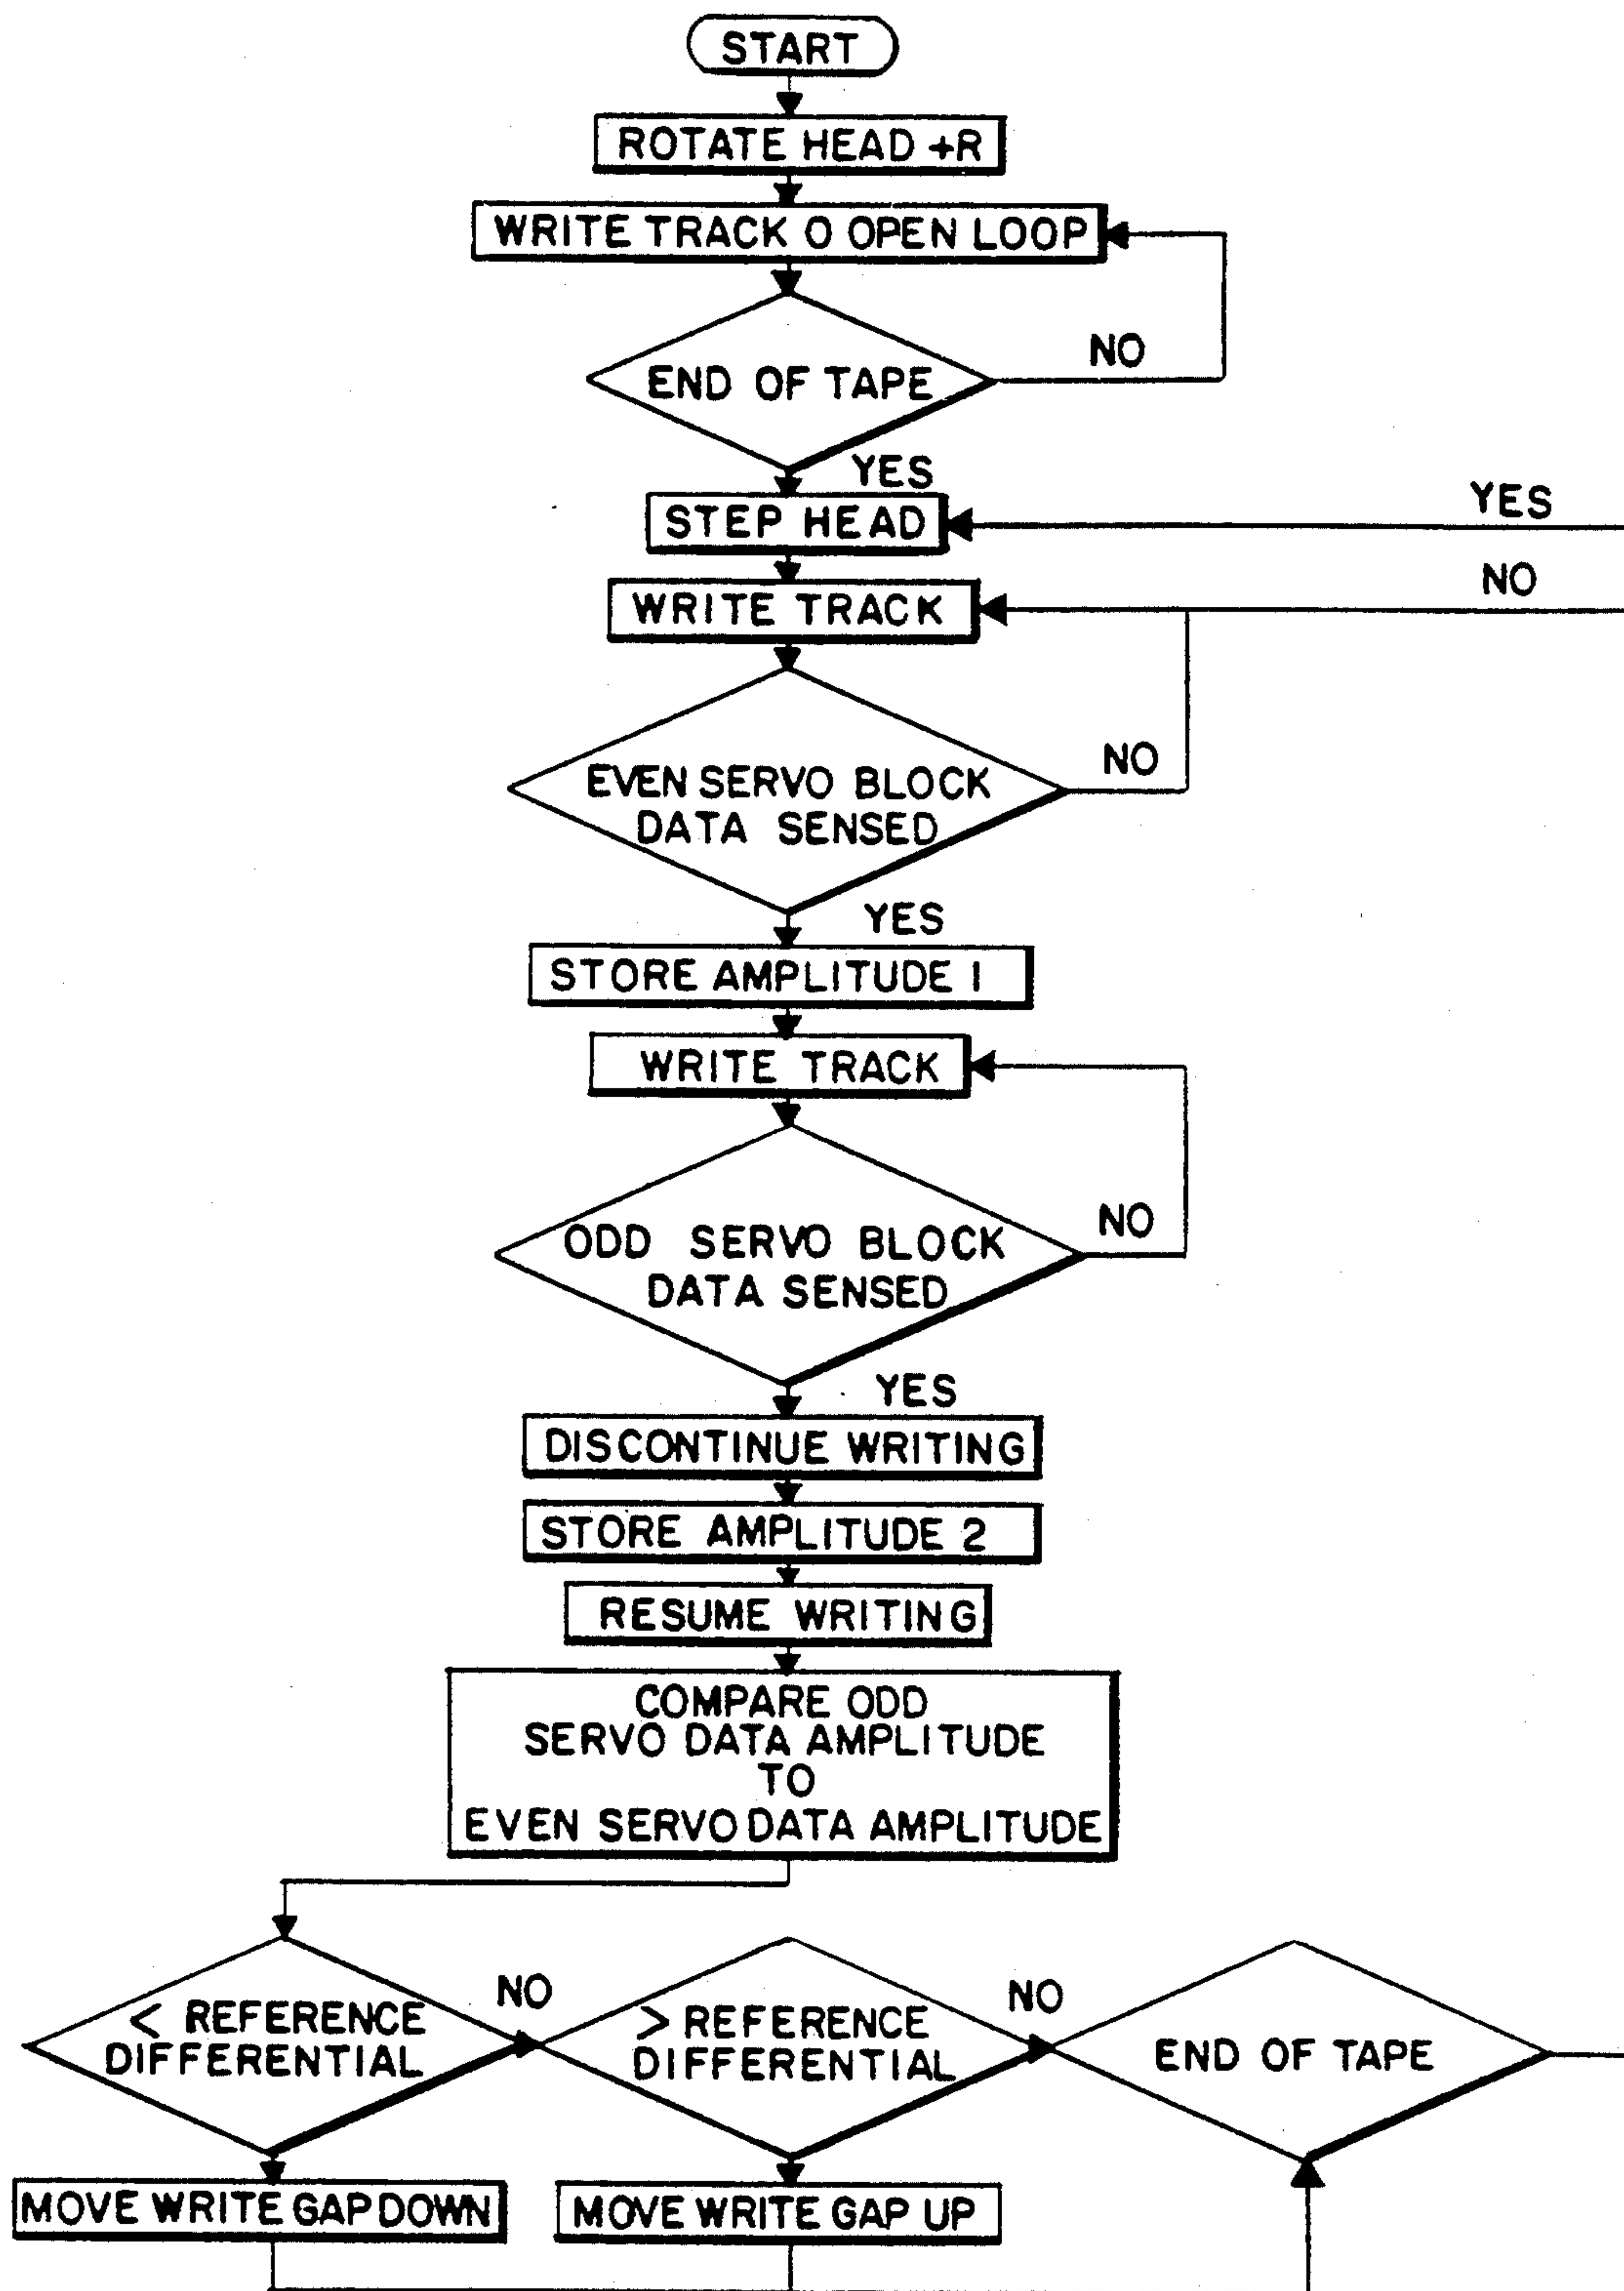 START
ROTATE HEAD +R
WRITE TRACK 0 OPEN LOOP
NO
END OF TAPE
YES
STEP HEAD
YES
WRITE TRACK
NO
EVEN SERVO BLOCK
DATA SENSED
NO
YES
STORE AMPLITUDE 1
WRITE TRACK
ODD SERVO BLOCK
DATA SENSED
NO
YES
DISCONTINUE WRITING
STORE AMPLITUDE 2
RESUME WRITING
COMPARE ODD
SERVO DATA AMPLITUDE
TO
EVEN SERVO DATA AMPLITUDE
< REFERENCE
DIFFERENTIAL
NO
> REFERENCE
DIFFERENTIAL
NO
END OF TAPE
MOVE WRITE GAP DOWN
MOVE WRITE GAP UP